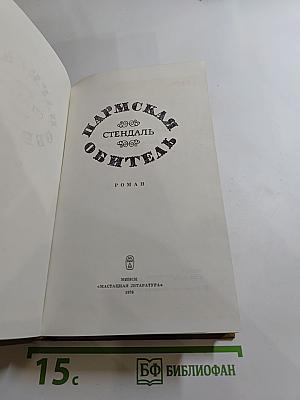 ПАРМСКАЯ
СТЕНДАЛЬ
ОБИТЕЛЬ
РОМАН
МИНСК
«МАСТАЦКАЯ ЛІТАРАТУРА»
15с
БФ БИБЛИОФАН